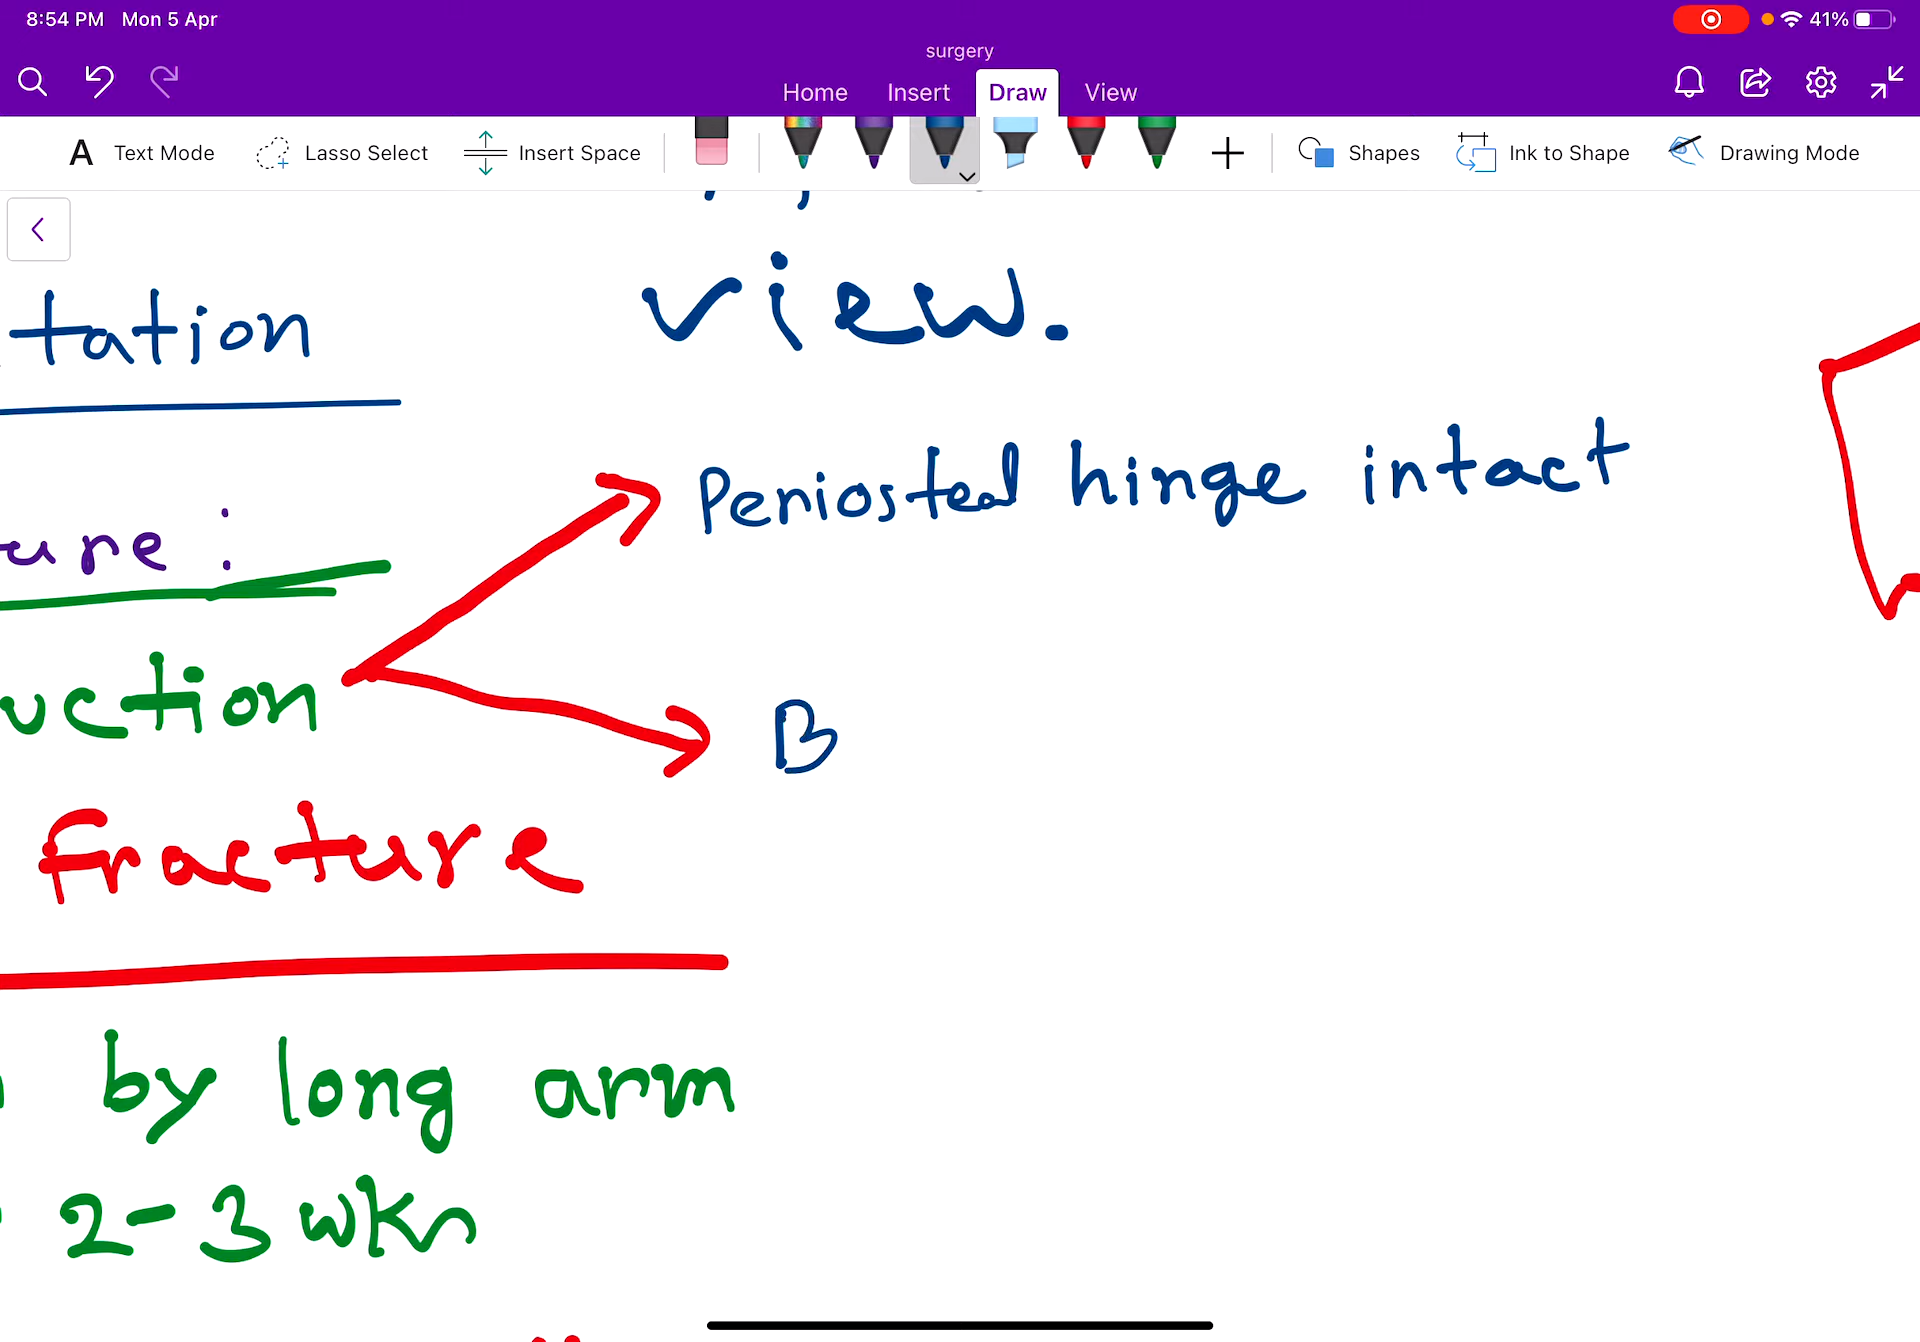 8:54 PM Mon 5 Apr
41%
surgery
Home Insert Draw View
A Text Mode Lasso Select Insert Space Shapes Ink to Shape Drawing Mode
view.
tation
Periosteal hinge intact
ure :
uction
B
fracture
by long arm
2-3 wks